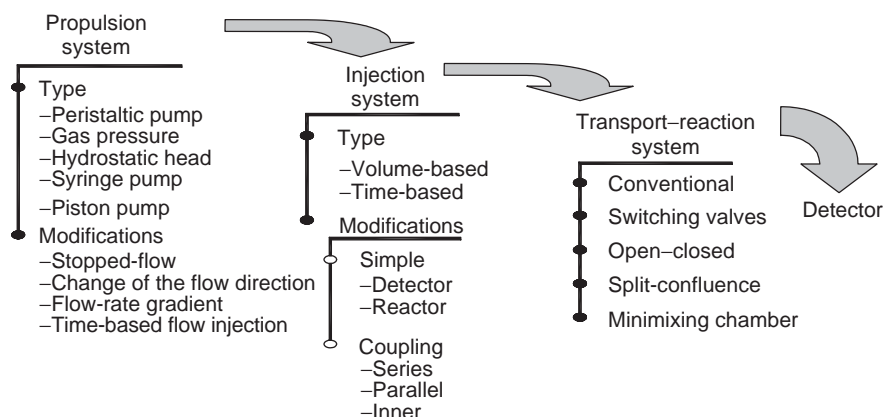 Propulsion
system
Type
–Peristaltic pump
–Gas pressure
–Hydrostatic head
–Syringe pump
–Piston pump
Modifications
–Stopped-flow
–Change of the flow direction
–Flow-rate gradient
–Time-based flow injection
Injection
system
Type
–Volume-based
–Time-based
Modifications
Simple
–Detector
–Reactor
Coupling
–Series
–Parallel
–Inner
Transport–reaction
system
Conventional
Switching valves
Open–closed
Split-confluence
Minimixing chamber
Detector